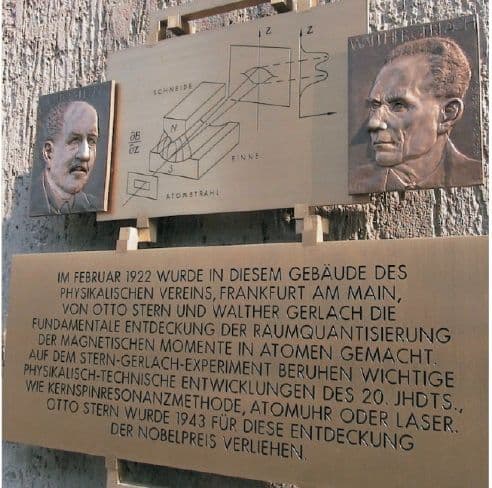 WALTHER GERLACH
Z
Z
SCHNEIDE
N
∂B
∂Z
S
RINNE
ATOMSTRAHL
IM FEBRUAR 1922 WURDE IN DIESEM GEBÄUDE DES
PHYSIKALISCHEN VEREINS, FRANKFURT AM MAIN,
VON OTTO STERN UND WALTHER GERLACH DIE
FUNDAMENTALE ENTDECKUNG DER RAUMQUANTISIERUNG
DER MAGNETISCHEN MOMENTE IN ATOMEN GEMACHT.
AUF DEM STERN-GERLACH-EXPERIMENT BERUHEN WICHTIGE
PHYSIKALISCH-TECHNISCHE ENTWICKLUNGEN DES 20. JHDTS.,
WIE KERNSPINRESONANZMETHODE, ATOMUHR ODER LASER.
OTTO STERN WURDE 1943 FÜR DIESE ENTDECKUNG
DER NOBELPREIS VERLIEHEN.